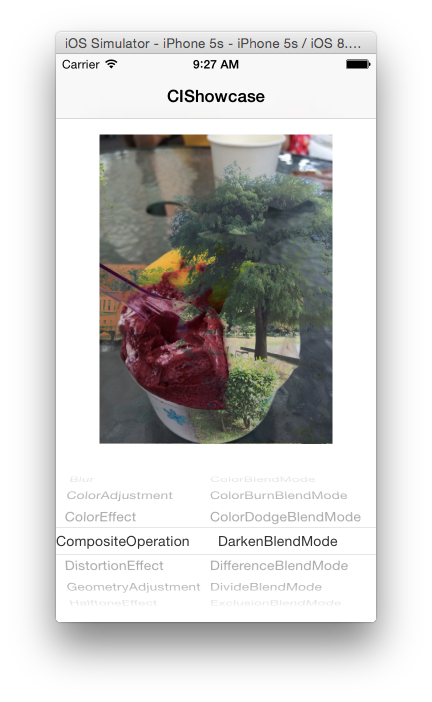 iOS Simulator - iPhone 5s - iPhone 5s / iOS 8....
Carrier 9:27 AM
CIShowcase
Blur ColorBlendMode
ColorAdjustment ColorBurnBlendMode
ColorEffect ColorDodgeBlendMode
CompositeOperation DarkenBlendMode
DistortionEffect DifferenceBlendMode
GeometryAdjustment DivideBlendMode
HalftoneEffect ExclusionBlendMode